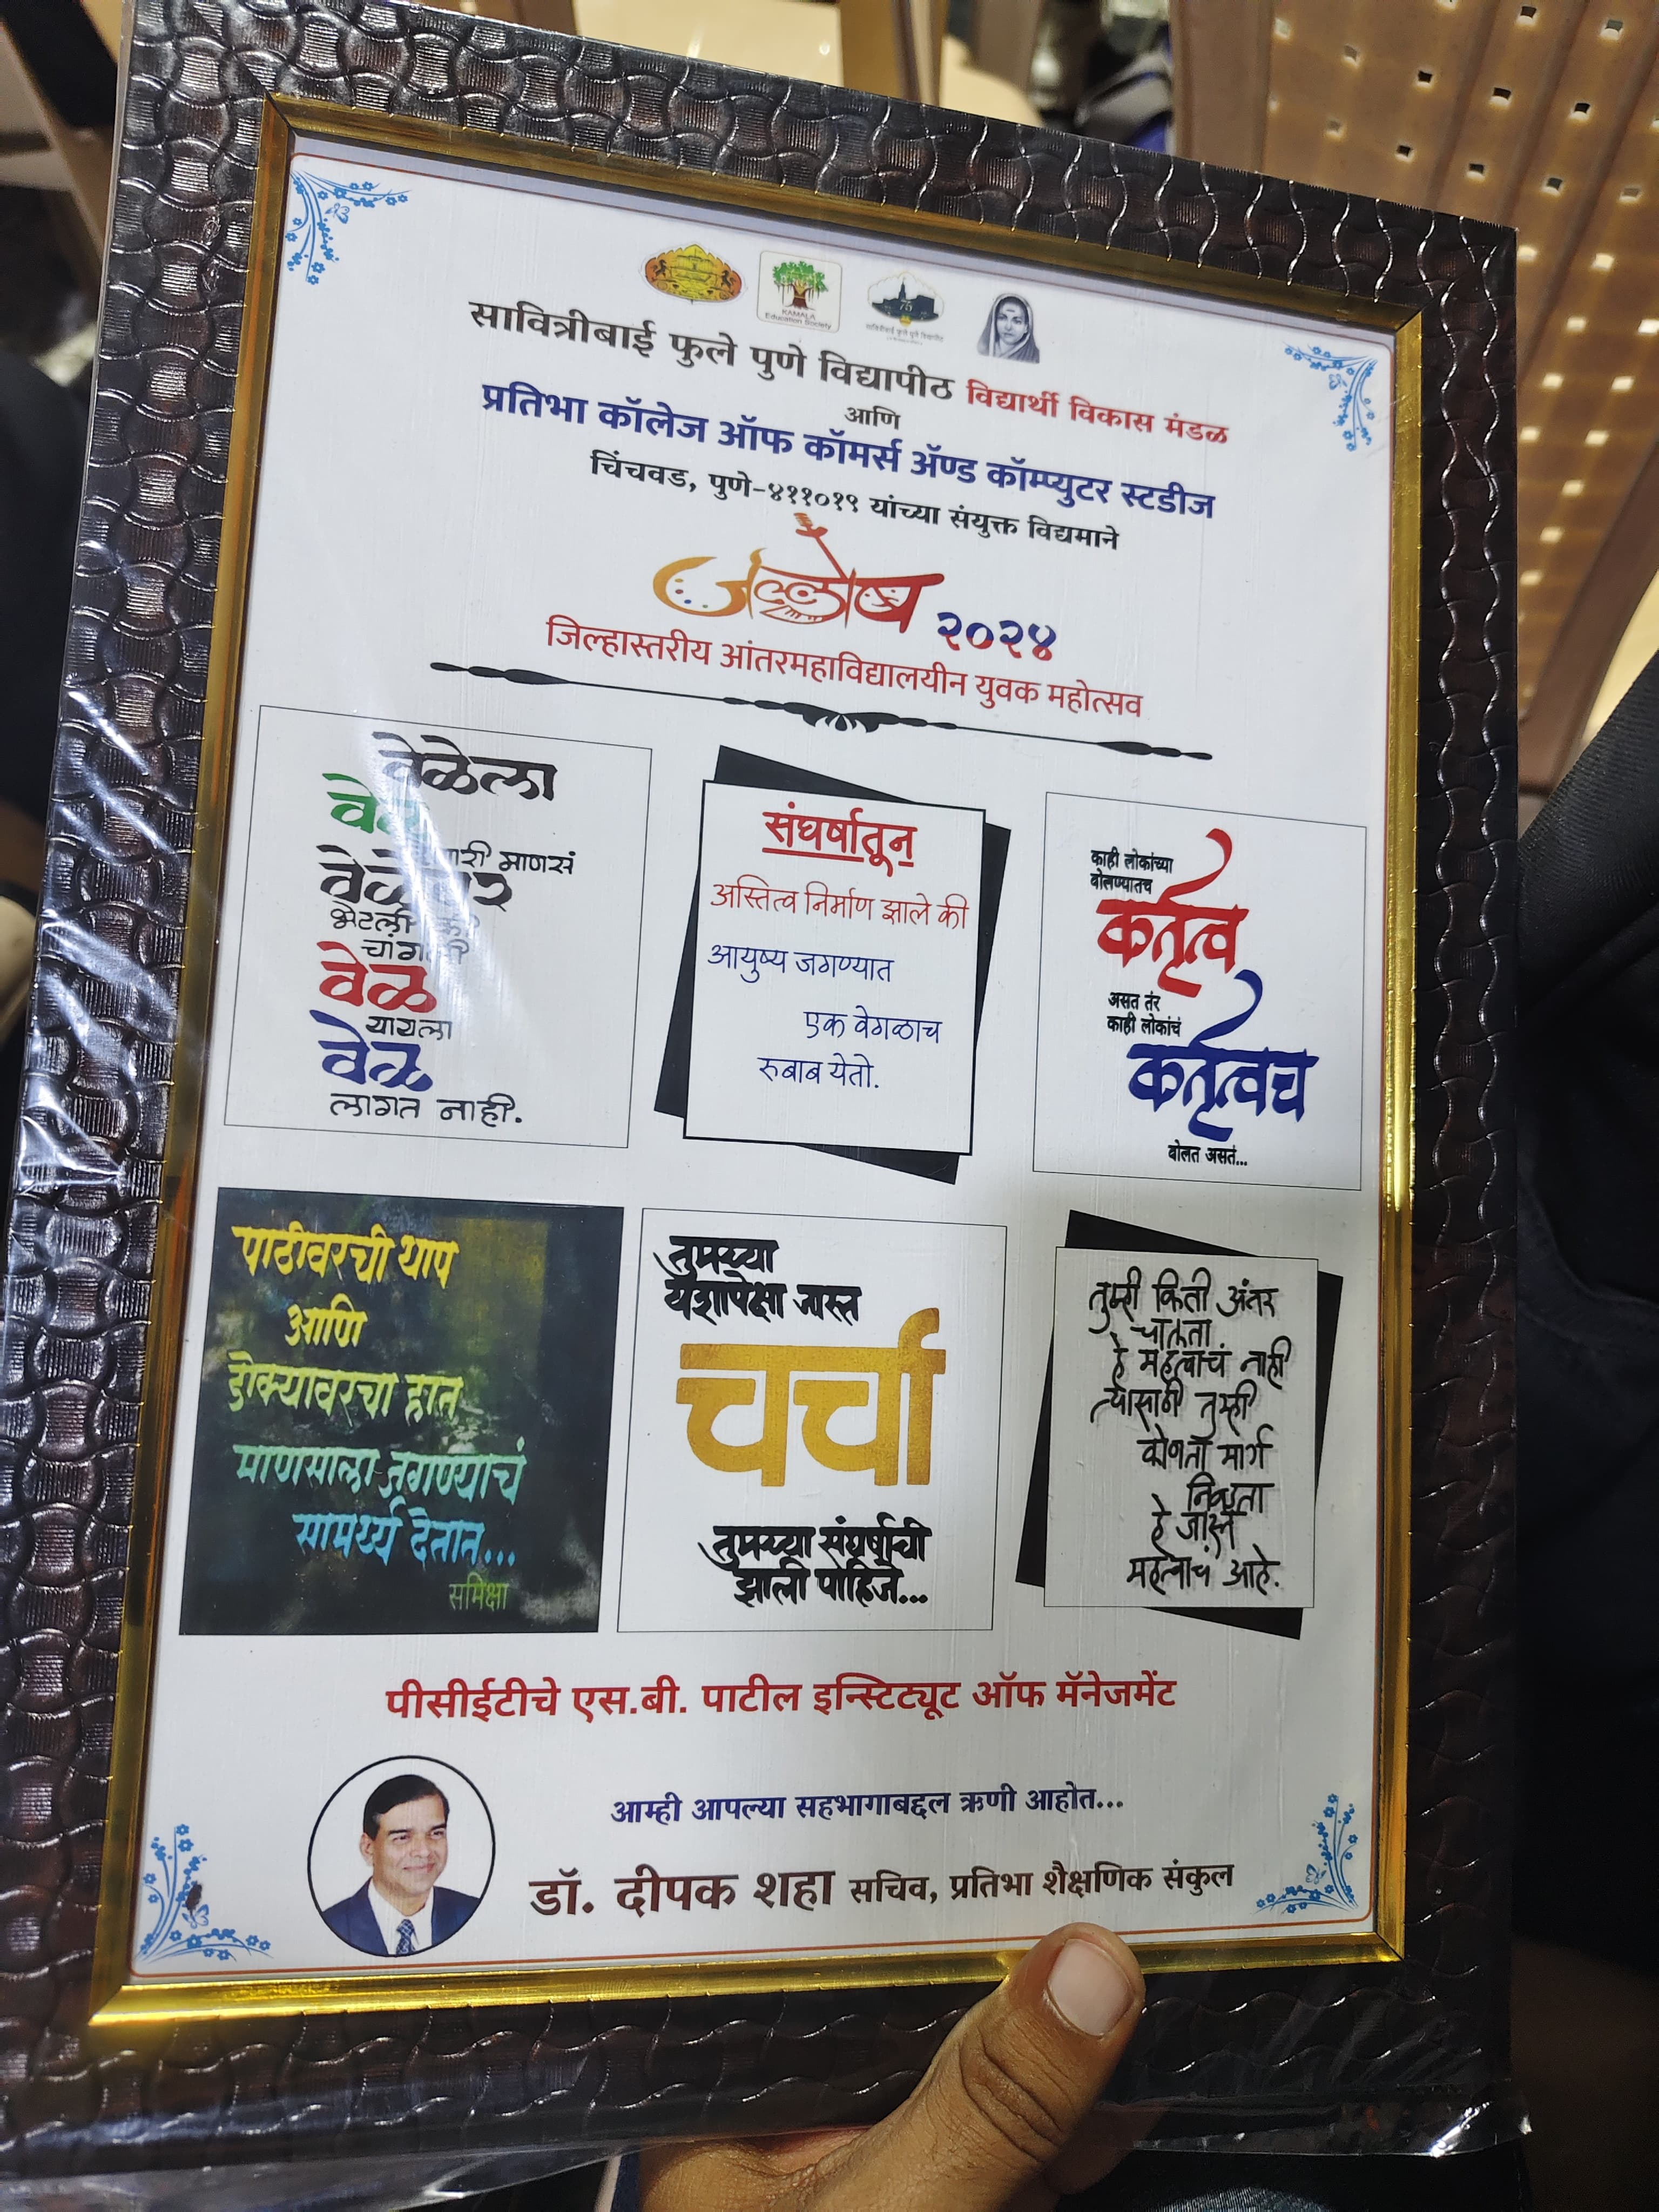 KAMALA
Education Society
सावित्रीबाई फुले पुणे विद्यापीठ विद्यार्थी विकास मंडळ
आणि
प्रतिभा कॉलेज ऑफ कॉमर्स ॲण्ड कॉम्प्युटर स्टडीज
चिंचवड, पुणे-४११०१९ यांच्या संयुक्त विद्यमाने
जल्लोष २०२४
जिल्हास्तरीय आंतरमहाविद्यालयीन युवक महोत्सव
वेळेला
माणसं
भेटली
वेळ
यायला
वेळ
लागत नाही.
संघर्षातून
अस्तित्व निर्माण झाले की
आयुष्य जगण्यात
एक वेगळाच
रुबाब येतो.
काही लोकांच्या
बोलण्यातच
कर्तृत्व
असत तर
काही लोकांचं
कर्तृत्वच
बोलत असतं...
पाठीवरची थाप
आणि
डोक्यावरचा हात
माणसाला जगण्याचं
सामर्थ्य देतात...
समिक्षा
तुमच्या
यशापेक्षा जास्त
चर्चा
तुमच्या संघर्षाची
झाली पाहिजे...
तुम्ही किती अंतर
चालता
हे महत्वाचं नाही
त्यासाठी तुम्ही
कोणता मार्ग
निवडता
हे जास्त
महत्वाचं आहे.
पीसीईटीचे एस.बी. पाटील इन्स्टिट्यूट ऑफ मॅनेजमेंट
आम्ही आपल्या सहभागाबद्दल ऋणी आहोत...
डॉ. दीपक शहा सचिव, प्रतिभा शैक्षणिक संकुल